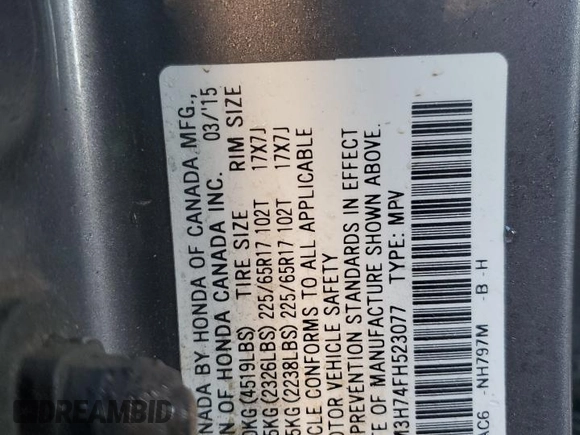 NADA BY HONDA OF CANADA MFG.,
N OF HONDA CANADA INC. 03/'15
0KG(4519LBS) TIRE SIZE RIM SIZE
5KG(2326LBS) 225/65R17 102T 17X7J
5KG(2238LBS) 225/65R17 102T 17X7J
CLE CONFORMS TO ALL APPLICABLE
OTOR VEHICLE SAFETY
PREVENTION STANDARDS IN EFFECT
TE OF MANUFACTURE SHOWN ABOVE.
M3H74FH523077 TYPE: MPV
AC6 -NH797M -B -H
DREAMBID